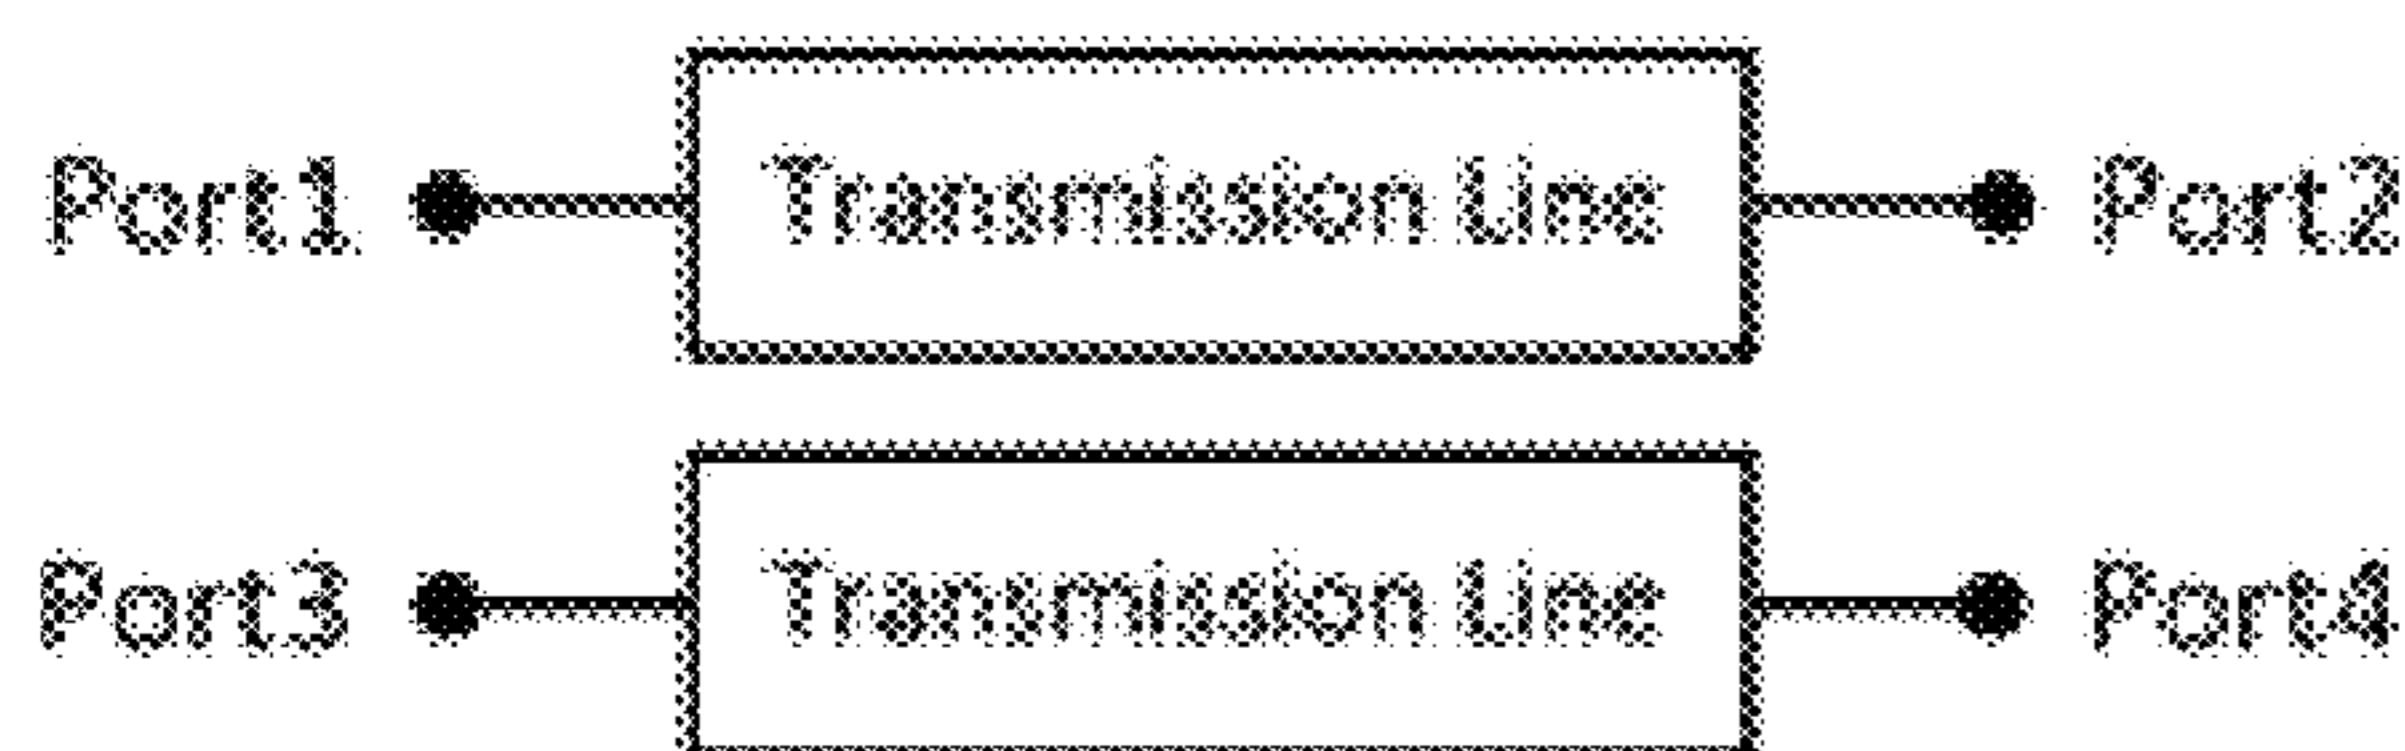 Port1 Transmission Line Port2
Port3 Transmission Line Port4